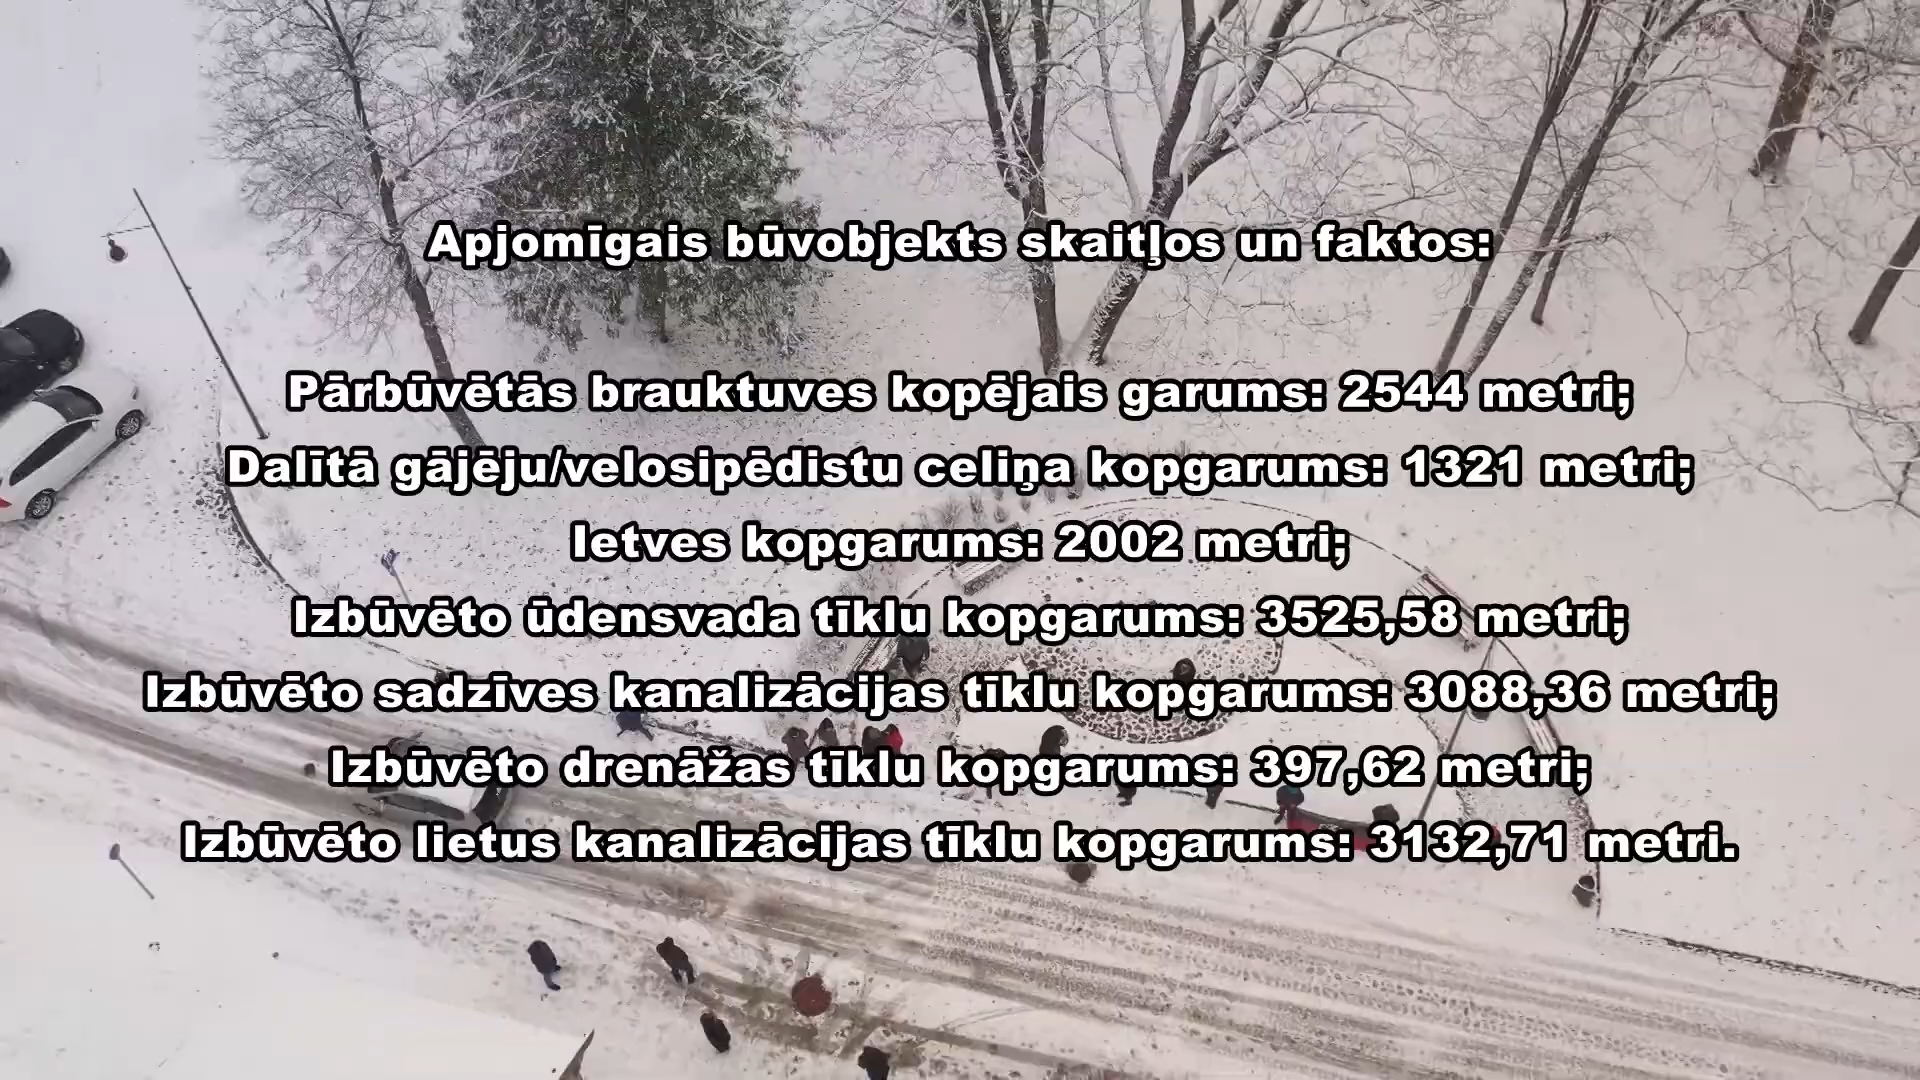 Apjomīgais būvobjekts skaitļos un faktos:
Pārbūvētās brauktuves kopējais garums: 2544 metri;
Dalītā gājēju/velosipēdistu celiņa kopgarums: 1321 metri;
Ietves kopgarums: 2002 metri;
Izbūvēto ūdensvada tīklu kopgarums: 3525,58 metri;
Izbūvēto sadzīves kanalizācijas tīklu kopgarums: 3088,36 metri;
Izbūvēto drenāžas tīklu kopgarums: 397,62 metri;
Izbūvēto lietus kanalizācijas tīklu kopgarums: 3132,71 metri.